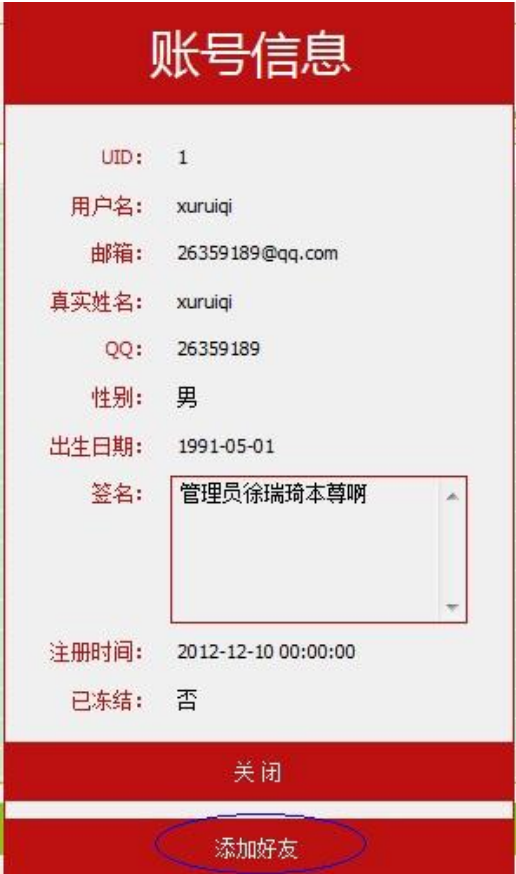 账号信息
UID： 1
用户名： xuruiqi
邮箱： 26359189@qq.com
真实姓名： xuruiqi
QQ： 26359189
性别： 男
出生日期： 1991-05-01
签名： 管理员徐瑞琦本尊啊
注册时间： 2012-12-10 00:00:00
已冻结： 否
关 闭
添加好友